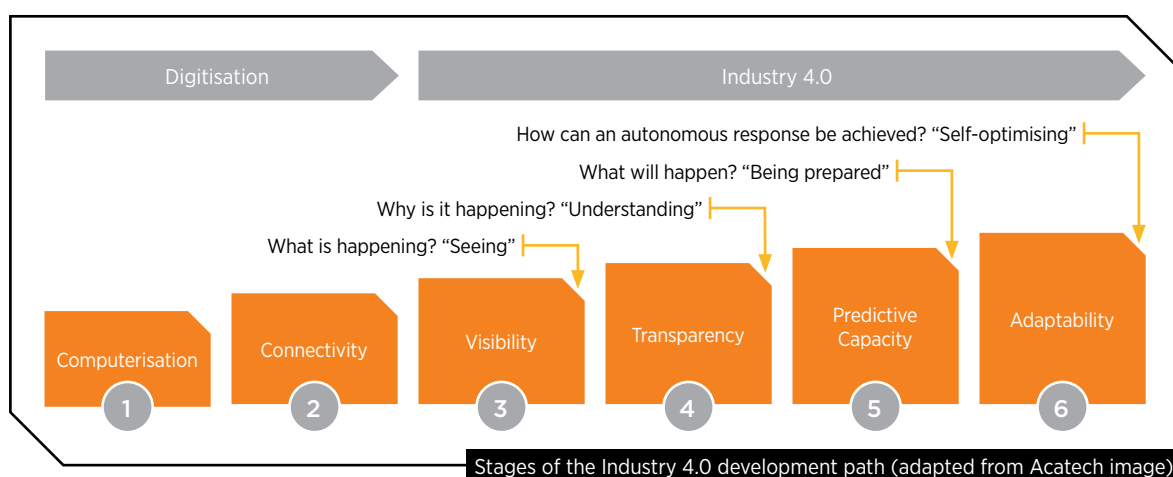 Digitisation
Industry 4.0
How can an autonomous response be achieved? “Self-optimising”
What will happen? “Being prepared”
Why is it happening? “Understanding”
What is happening? “Seeing”
Computerisation
Connectivity
Visibility
Transparency
Predictive
Capacity
Adaptability
1
2
3
4
5
6
Stages of the Industry 4.0 development path (adapted from Acatech image)